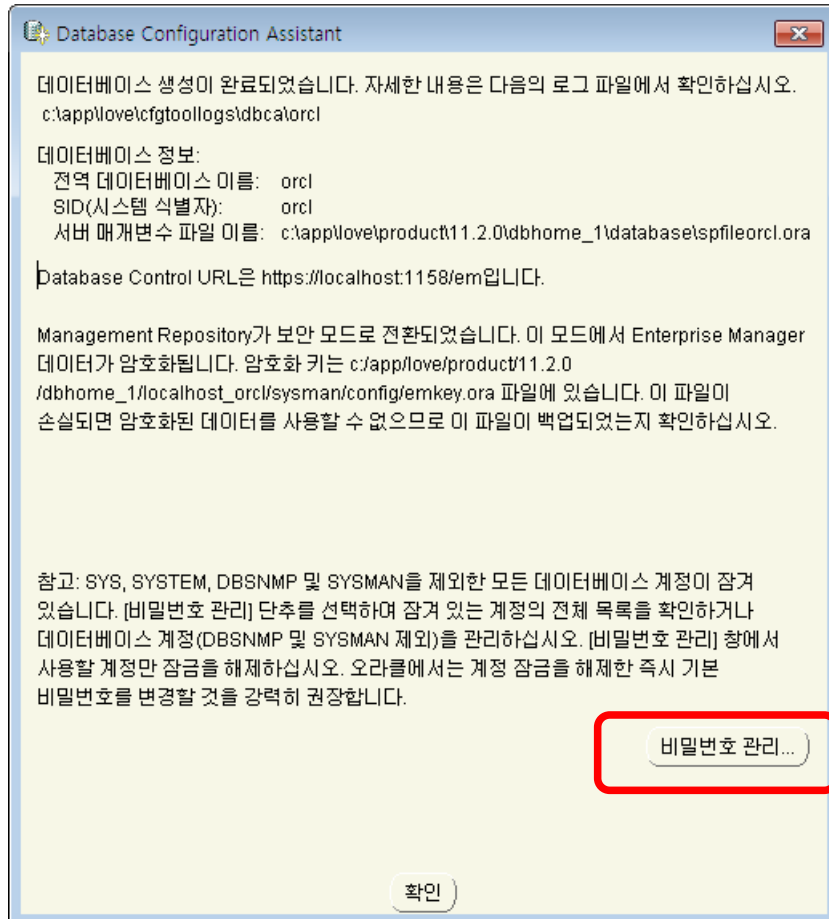 Database Configuration Assistant
데이터베이스 생성이 완료되었습니다. 자세한 내용은 다음의 로그 파일에서 확인하십시오.
c:\app\love\cfgtoollogs\dbca\orcl
데이터베이스 정보:
전역 데이터베이스 이름: orcl
SID(시스템 식별자): orcl
서버 매개변수 파일 이름: c:\app\love\product\11.2.0\dbhome_1\database\spfileorcl.ora
Database Control URL은 https://localhost:1158/em입니다.
Management Repository가 보안 모드로 전환되었습니다. 이 모드에서 Enterprise Manager
데이터가 암호화됩니다. 암호화 키는 c:/app/love/product/11.2.0
/dbhome_1/localhost_orcl/sysman/config/emkey.ora 파일에 있습니다. 이 파일이
손실되면 암호화된 데이터를 사용할 수 없으므로 이 파일이 백업되었는지 확인하십시오.
참고: SYS, SYSTEM, DBSNMP 및 SYSMAN을 제외한 모든 데이터베이스 계정이 잠겨
있습니다. [비밀번호 관리] 단추를 선택하여 잠겨 있는 계정의 전체 목록을 확인하거나
데이터베이스 계정(DBSNMP 및 SYSMAN 제외)을 관리하십시오. [비밀번호 관리] 창에서
사용할 계정만 잠금을 해제하십시오. 오라클에서는 계정 잠금을 해제한 즉시 기본
비밀번호를 변경할 것을 강력히 권장합니다.
비밀번호 관리...
확인